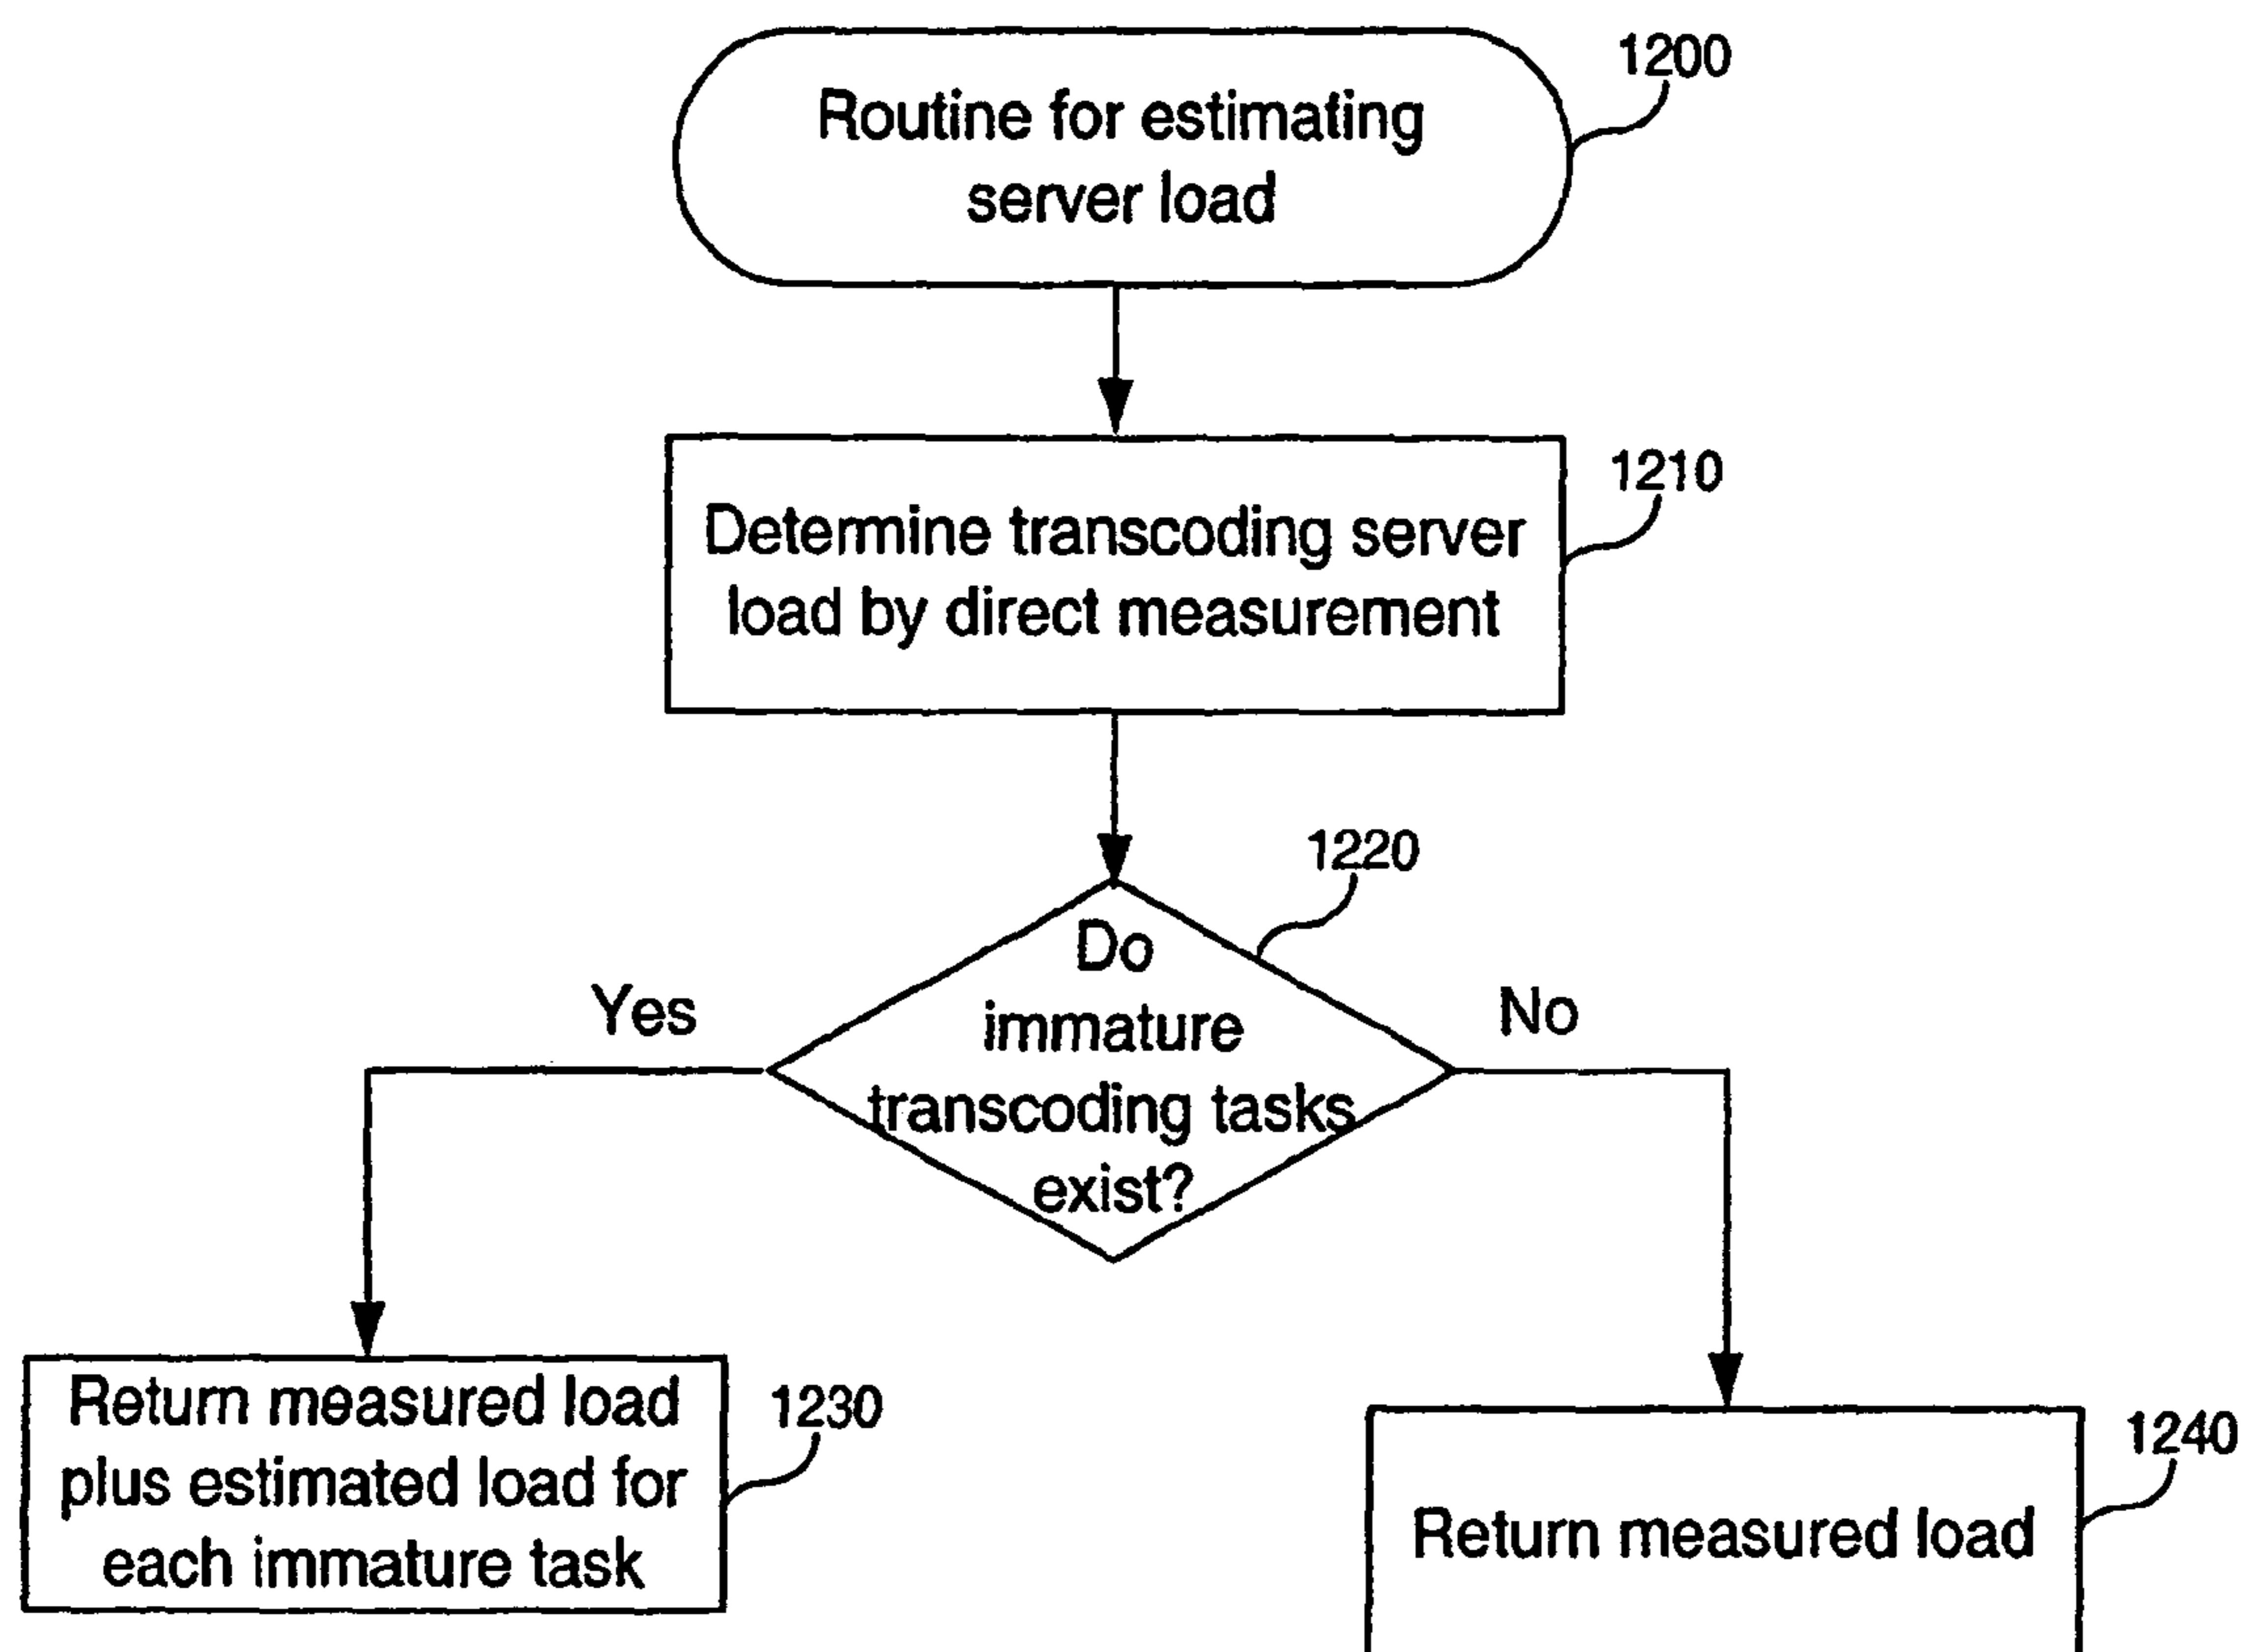 Routine for estimating
server load
1200
Determine transcoding server
load by direct measurement
1210
Do
immature
transcoding tasks
exist?
1220
Yes
No
Return measured load
plus estimated load for
each immature task
1230
Return measured load
1240